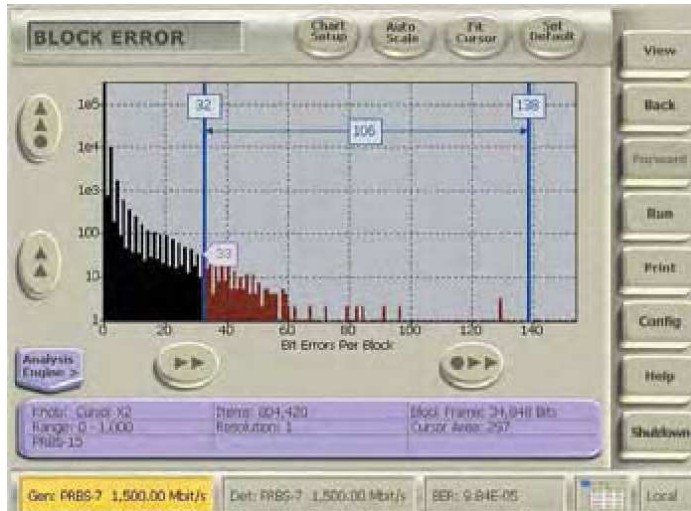 BLOCK ERROR
Chart Setup
Auto Scale
Fit Cursor
Set Default
View
Back
Forward
Run
Print
Config
Help
Shutdown
1e5
1e4
1e3
100
10
1
32
138
106
33
0 20 40 60 80 100 120 140
Bit Errors Per Block
Analysis Engine >
Knob: Cursor X2
Range: 0 - 1,000
PRBS-15
Items: 804,420
Resolution: 1
Block Frame: 34,848 Bits
Cursor Area: 297
Gen: PRBS-7 1,500.00 Mbit/s
Det: PRBS-7 1,500.00 Mbit/s
BER: 9.84E-05
Local